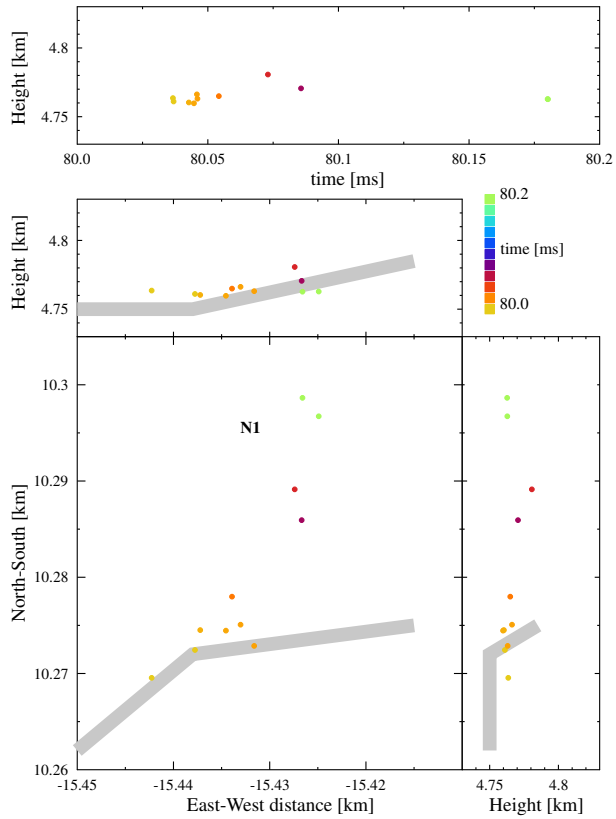 Height [km]
4.8
4.75
80.0
80.05
80.1
80.15
80.2
time [ms]
Height [km]
4.8
4.75
80.2
time [ms]
80.0
North-South [km]
10.3
10.29
10.28
10.27
10.26
N1
-15.45
-15.44
-15.43
-15.42
East-West distance [km]
4.75
4.8
Height [km]